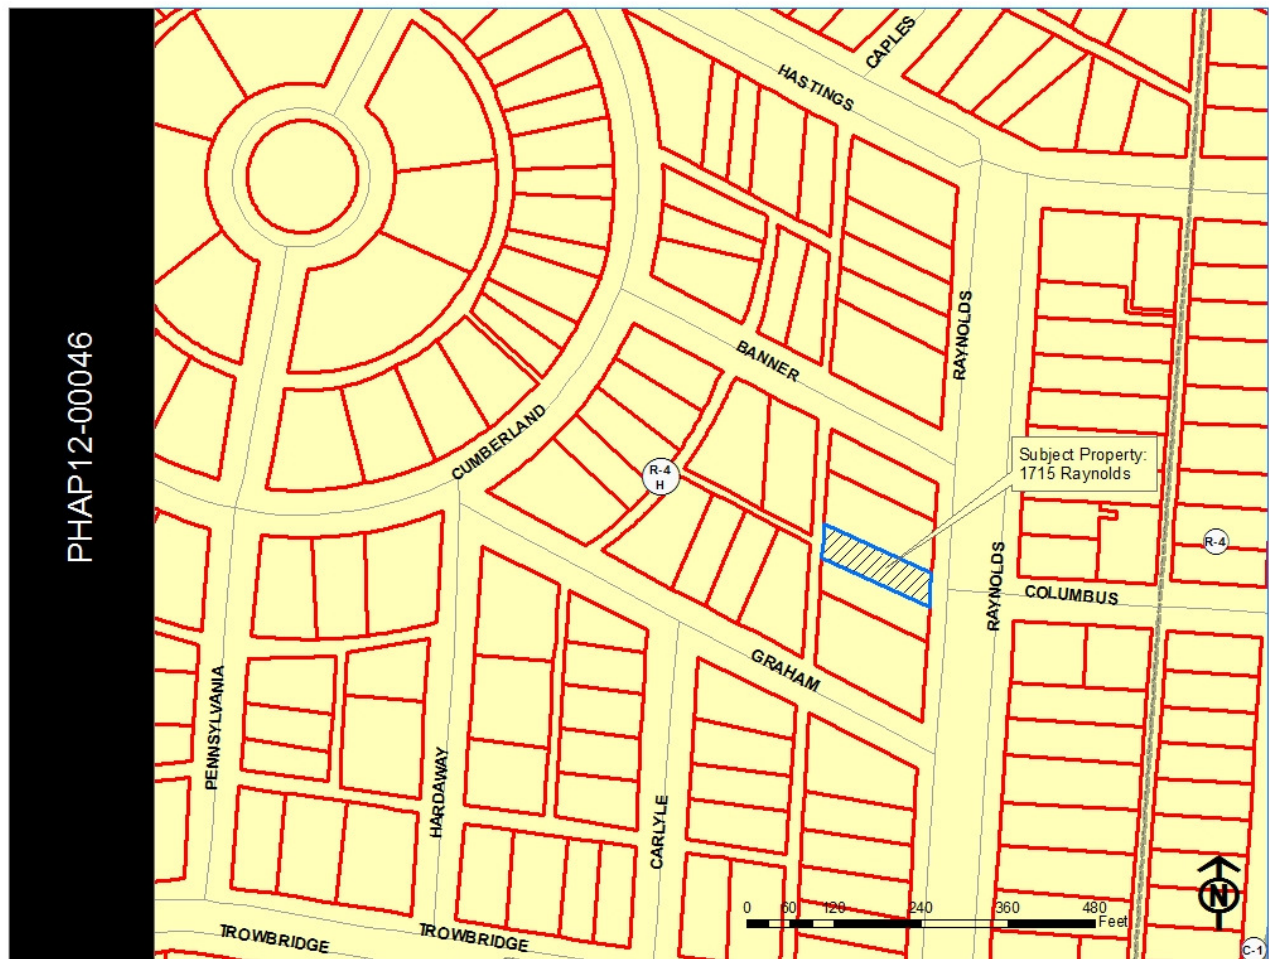 PHAP12-00046
CAPLES
HASTINGS
RAYNOLDS
BANNER
CUMBERLAND
R-4
H
Subject Property:
1715 Raynolds
R-4
RAYNOLDS
COLUMBUS
GRAHAM
PENNSYLVANIA
HARDAWAY
CARLYLE
N
0 60 120 240 360 480
Feet
TROWBRIDGE
TROWBRIDGE
C-1